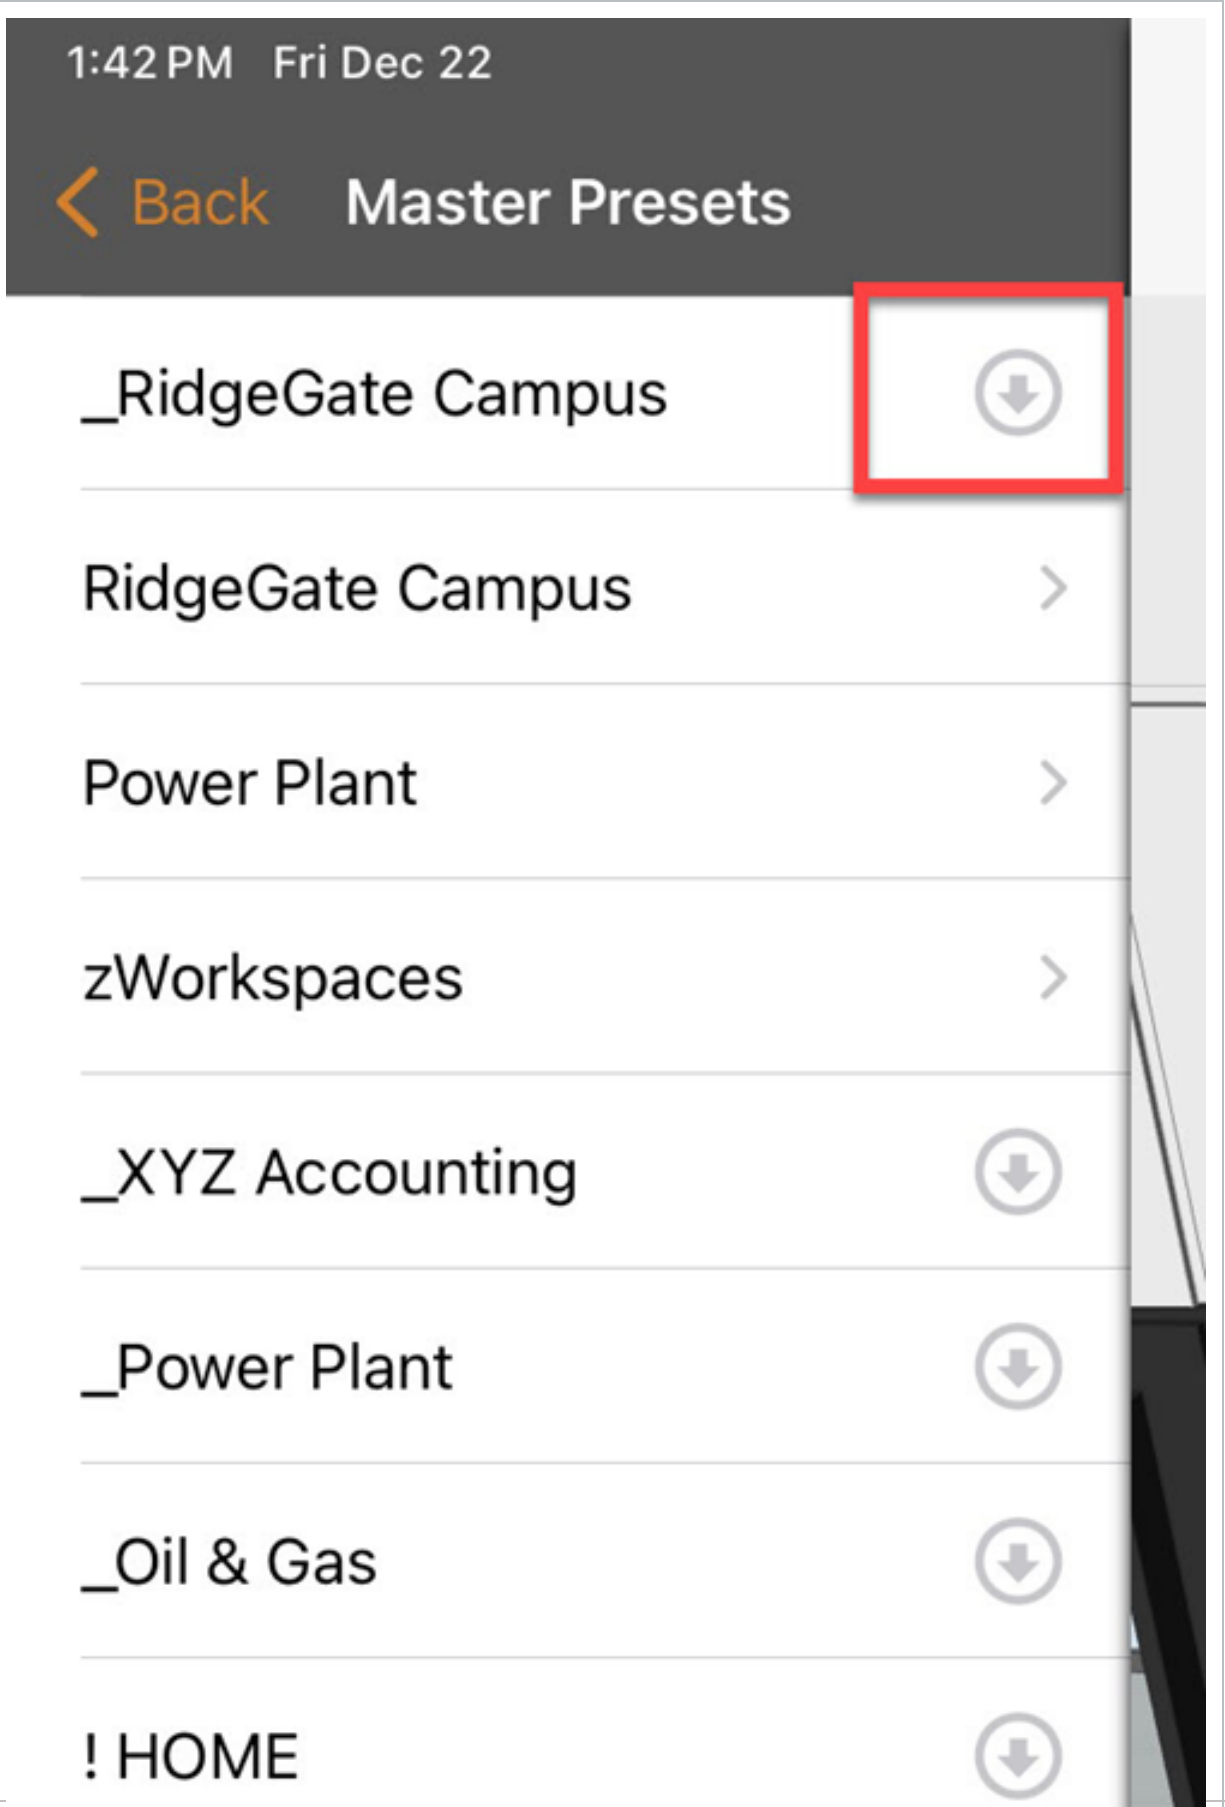 1:42 PM Fri Dec 22
Back Master Presets
_RidgeGate Campus
RidgeGate Campus
Power Plant
zWorkspaces
_XYZ Accounting
_Power Plant
_Oil & Gas
! HOME